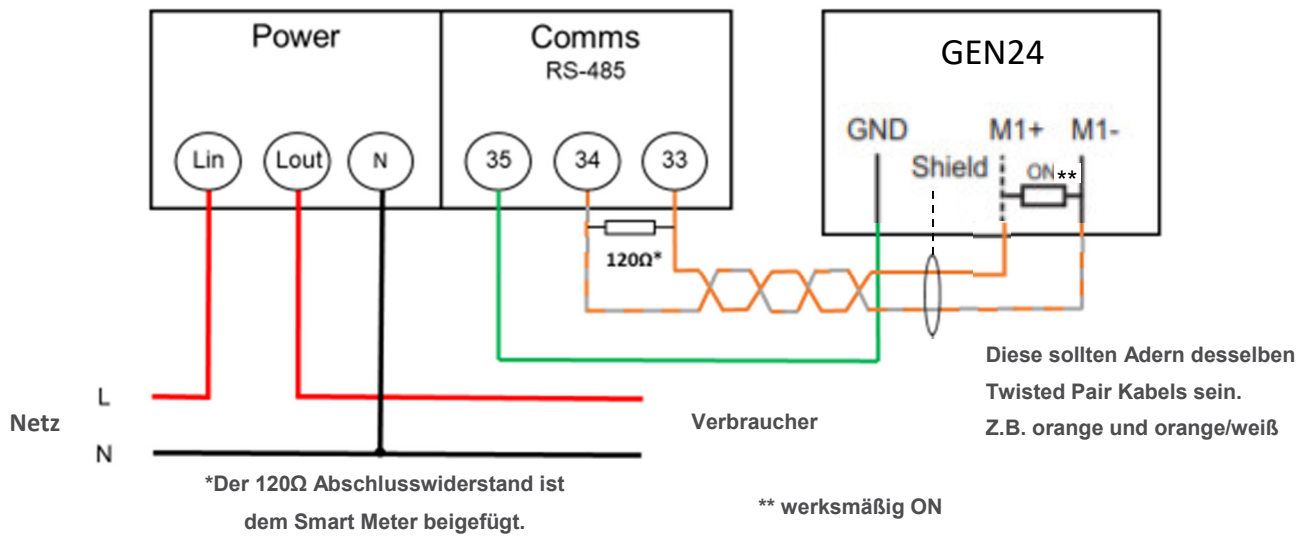 Power
Comms
RS-485
GEN24
Lin
Lout
N
35
34
33
GND
Shield
M1+
M1-
ON**
120Ω*
Netz
L
N
Verbraucher
Diese sollten Adern desselben
Twisted Pair Kabels sein.
Z.B. orange und orange/weiß
*Der 120Ω Abschlusswiderstand ist
dem Smart Meter beigefügt.
** werksmäßig ON